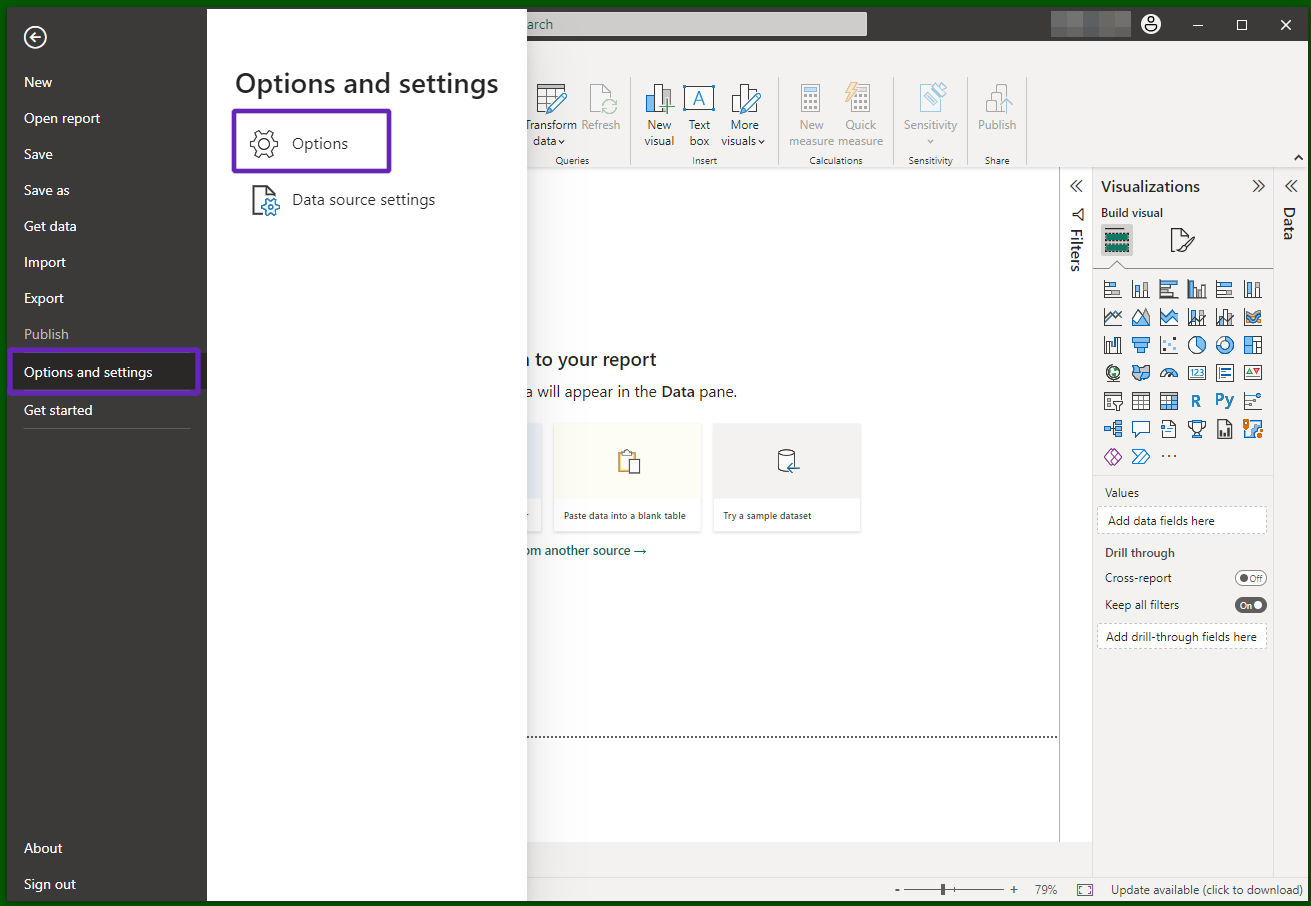 New
Open report
Save
Save as
Get data
Import
Export
Publish
Options and settings
Get started
About
Sign out
Options and settings
Options
Data source settings
arch
Transform
data
Refresh
Queries
New
visual
Text
box
More
visuals
Insert
New
measure
Quick
measure
Calculations
Sensitivity
Sensitivity
Publish
Share
to your report
will appear in the Data pane.
Paste data into a blank table
Try a sample dataset
om another source →
Filters
Visualizations
Build visual
123
R
Py
...
Values
Add data fields here
Drill through
Cross-report
Off
Keep all filters
On
Add drill-through fields here
Data
- + 79%
Update available (click to download)